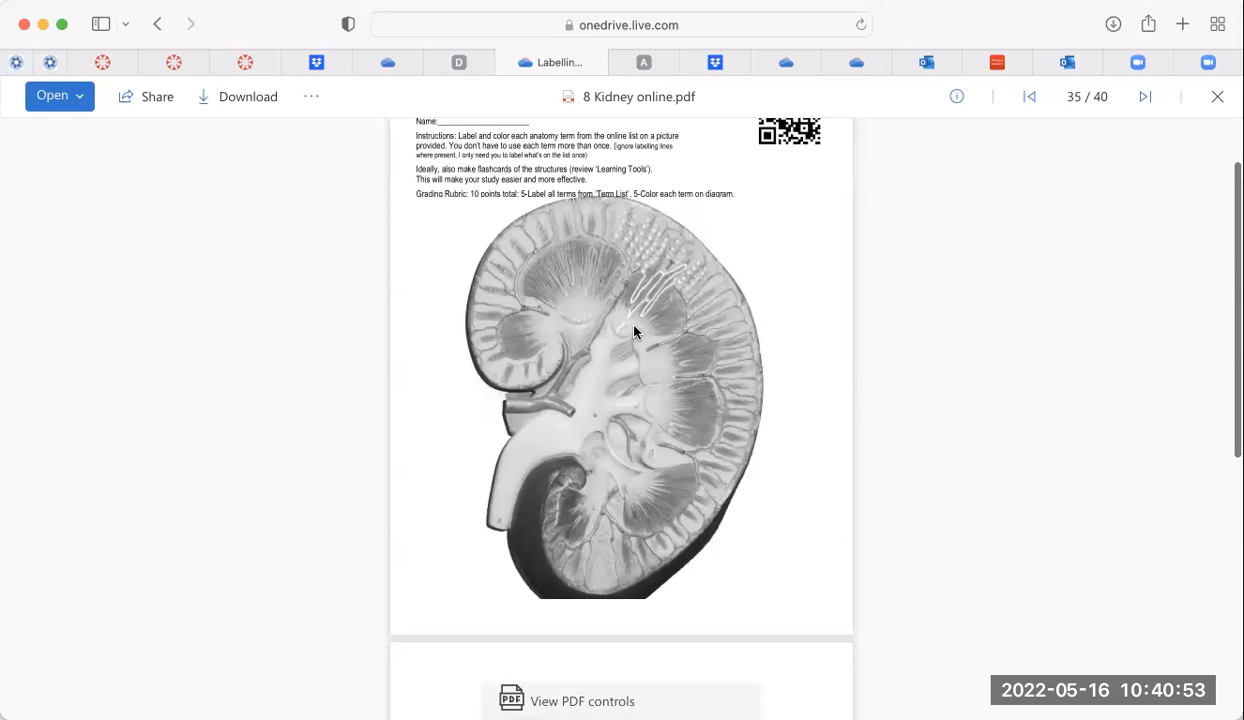 onedrive.live.com
D
Labellin...
A
Open
Share
Download
...
8 Kidney online.pdf
35 / 40
Name:____________________
Instructions: Label and color each anatomy term from the online list on a picture
provided. You don't have to use each term more than once. (ignore labelling lines
where present, I only need you to label what's on the list once)
Ideally, also make flashcards of the structures (review 'Learning Tools').
This will make your study easier and more effective.
Grading Rubric: 10 points total: 5-Label all terms from 'Term List', 5-Color each term on diagram.
PDF
View PDF controls
2022-05-16 10:40:53